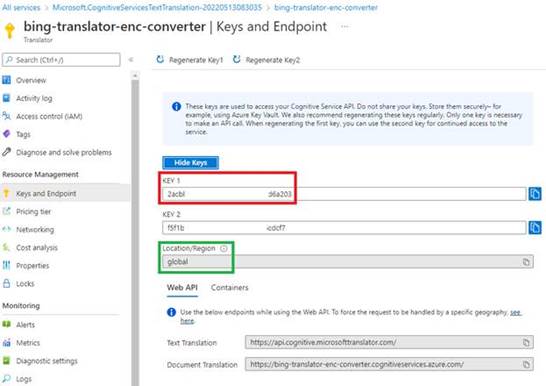 All services > Microsoft.CognitiveServicesTextTranslation-20220513083035 > bing-translator-enc-converter
bing-translator-enc-converter | Keys and Endpoint ...
Translator
Search (Ctrl+/)
Regenerate Key1 Regenerate Key2
Overview
Activity log
Access control (IAM)
Tags
Diagnose and solve problems
Resource Management
Keys and Endpoint
Pricing tier
Networking
Cost analysis
Properties
Locks
Monitoring
Alerts
Metrics
Diagnostic settings
Logs
These keys are used to access your Cognitive Service API. Do not share your keys. Store them securely– for
example, using Azure Key Vault. We also recommend regenerating these keys regularly. Only one key is necessary
to make an API call. When regenerating the first key, you can use the second key for continued access to the
service.
Hide Keys
KEY 1
2acbl d6a203
KEY 2
f5f1b cdcf7
Location/Region
global
Web API Containers
Use the below endpoints when using the Web API. To force the request to be handled by a specific geography, see
here.
Text Translation https://api.cognitive.microsofttranslator.com/
Document Translation https://bing-translator-enc-converter.cognitiveservices.azure.com/